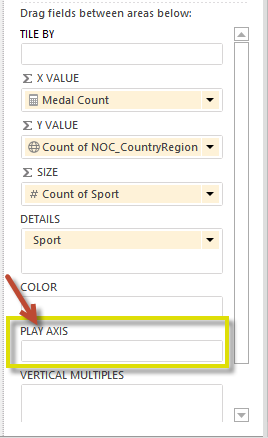 Drag fields between areas below:
TILE BY
Σ X VALUE
Medal Count
Σ Y VALUE
Count of NOC_CountryRegion
Σ SIZE
# Count of Sport
DETAILS
Sport
COLOR
PLAY AXIS
VERTICAL MULTIPLES